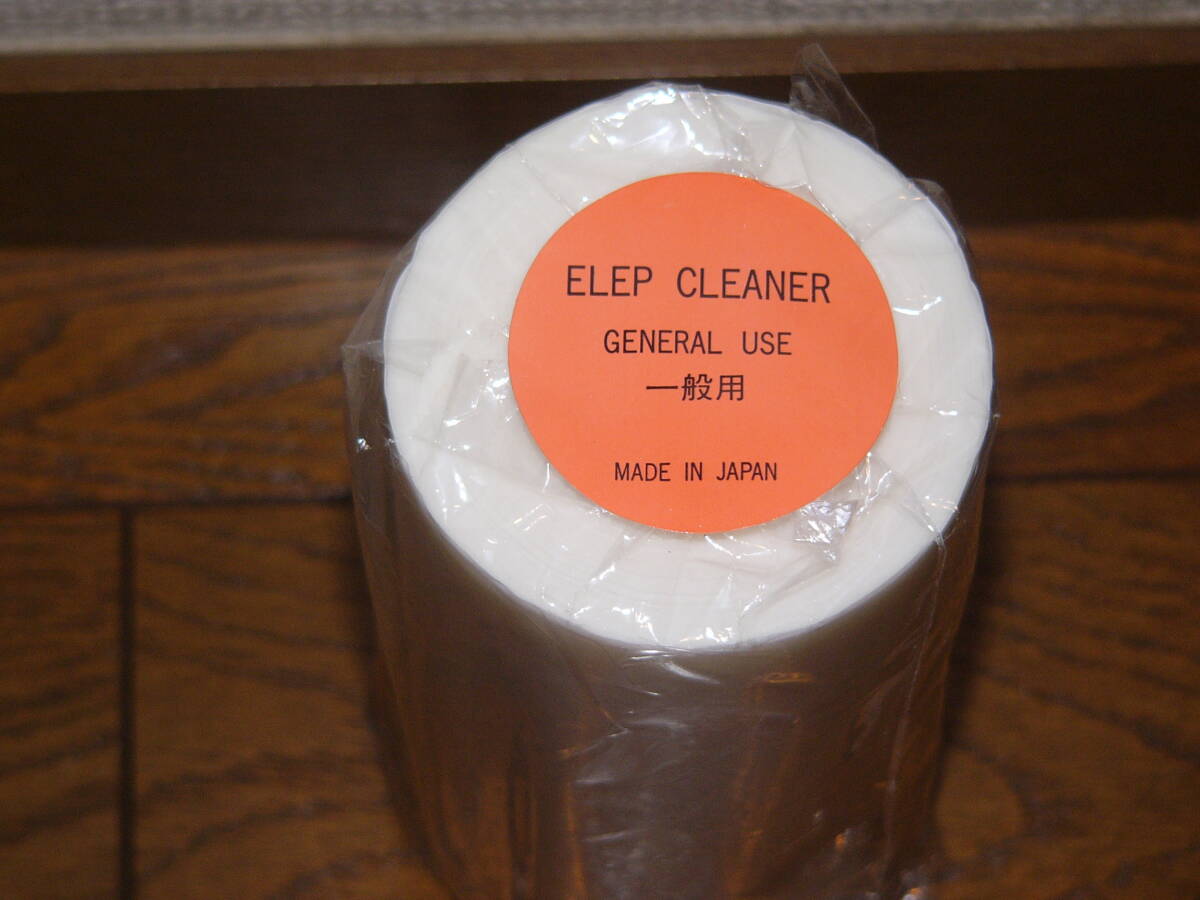 ELEP CLEANER
GENERAL USE
一般用
MADE IN JAPAN